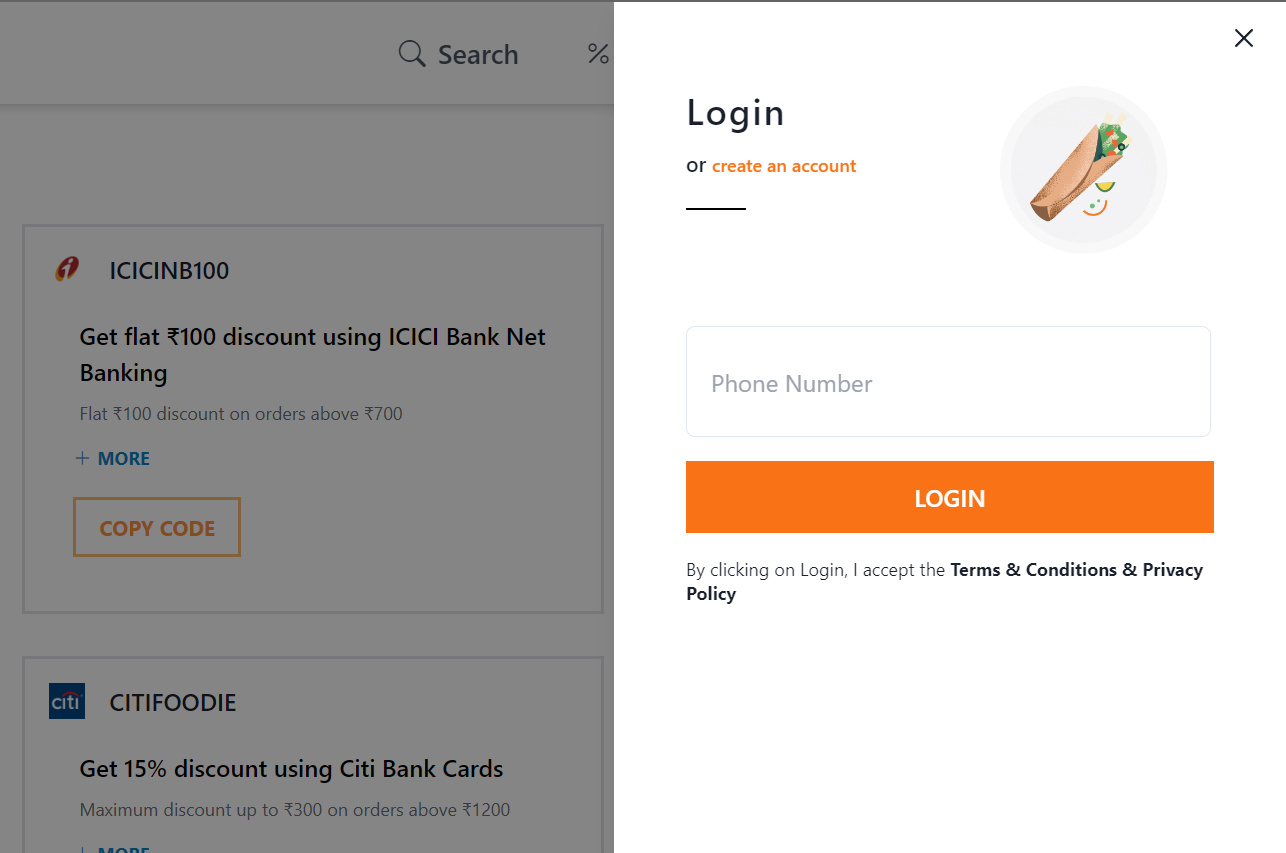 Search
%
ICICINB100
Get flat ₹100 discount using ICICI Bank Net
Banking
Flat ₹100 discount on orders above ₹700
+ MORE
COPY CODE
citi
CITIFOODIE
Get 15% discount using Citi Bank Cards
Maximum discount up to ₹300 on orders above ₹1200
+ MORE
Login
or create an account
Phone Number
LOGIN
By clicking on Login, I accept the Terms & Conditions & Privacy
Policy